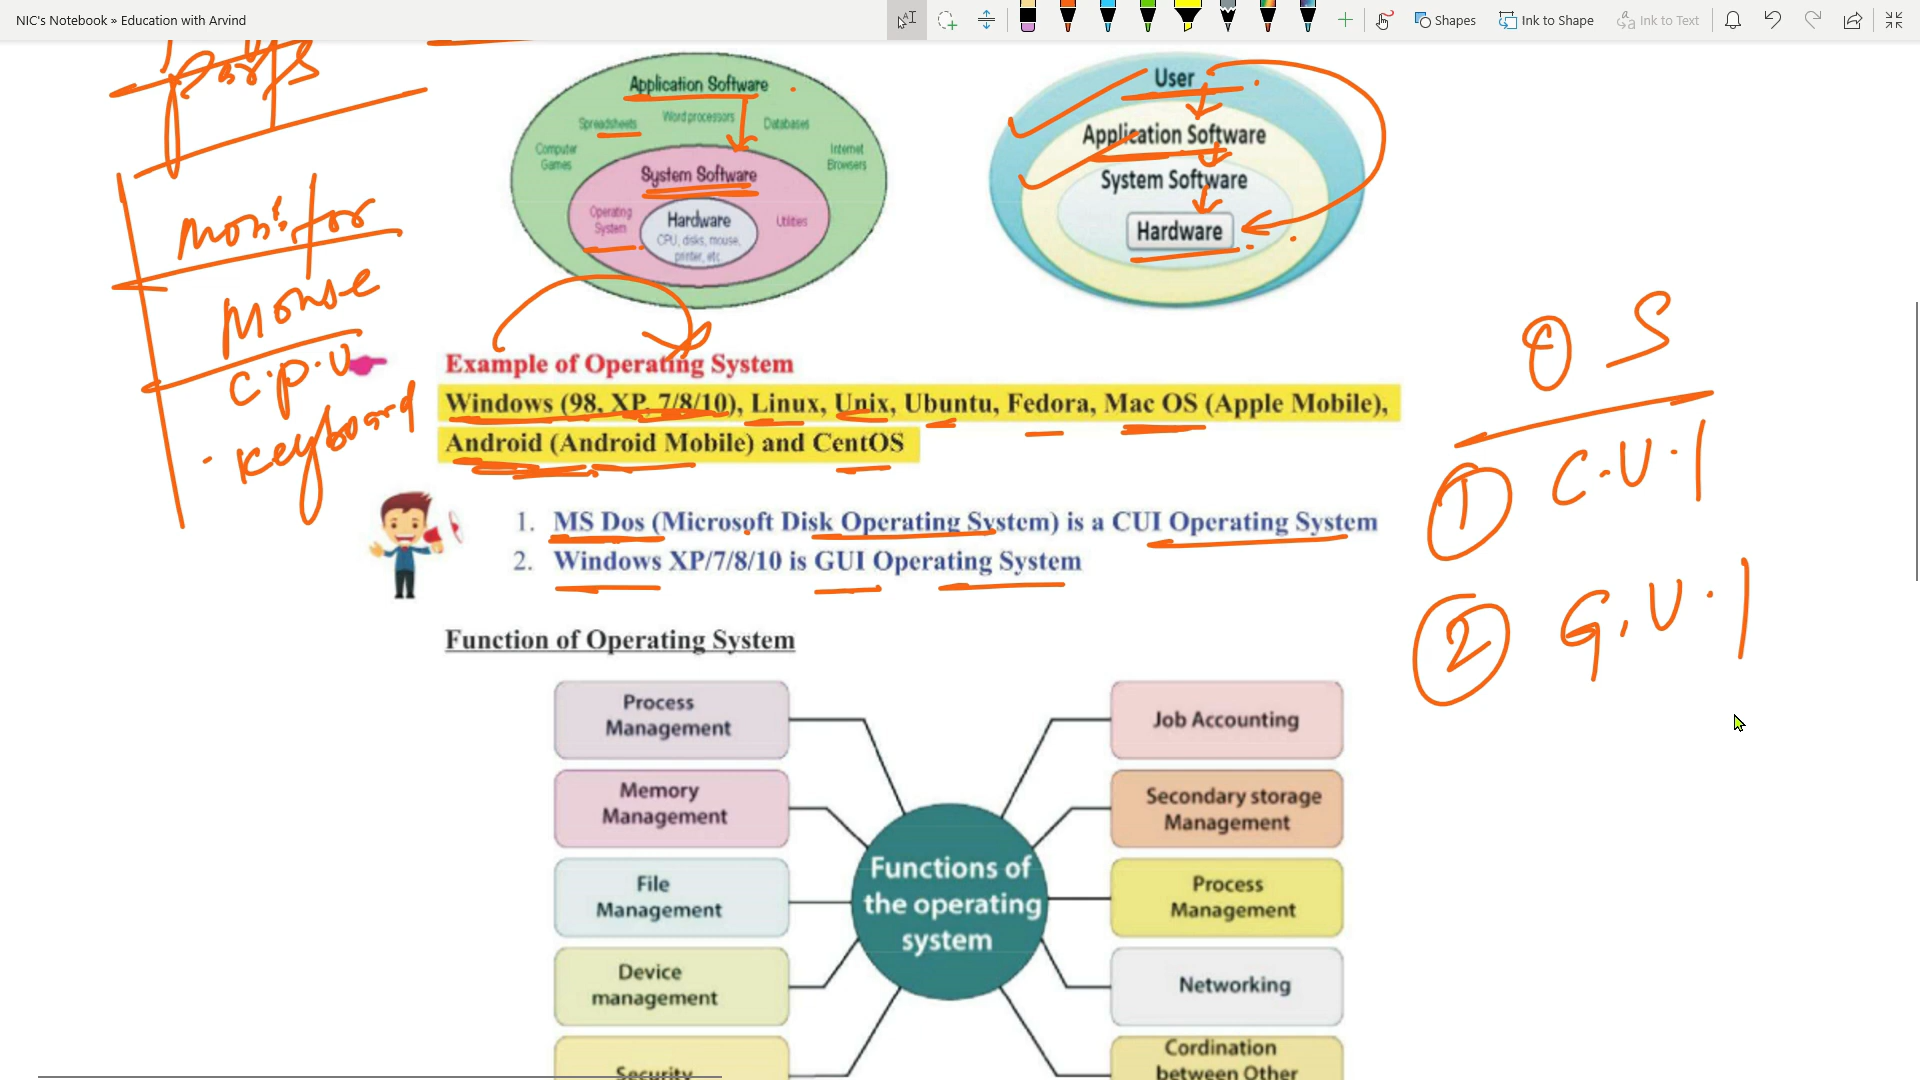 NIC's Notebook » Education with Arvind
Shapes
Ink to Shape
Ink to Text
parts
Monitor
Mouse
C.P.U
Keyboard
Application Software
Spreadsheets
Word processors
Databases
Computer
Games
Internet
Browsers
System Software
Operating
System
Utilities
Hardware
CPU, disks, mouse,
printer, etc
User
Application Software
System Software
Hardware
Example of Operating System
Windows (98, XP, 7/8/10), Linux, Unix, Ubuntu, Fedora, Mac OS (Apple Mobile),
Android (Android Mobile) and CentOS
1. MS Dos (Microsoft Disk Operating System) is a CUI Operating System
2. Windows XP/7/8/10 is GUI Operating System
O S
1 C.U.I
2 G.U.I
Function of Operating System
Process
Management
Memory
Management
File
Management
Device
management
Security
Functions of
the operating
system
Job Accounting
Secondary storage
Management
Process
Management
Networking
Cordination
between Other